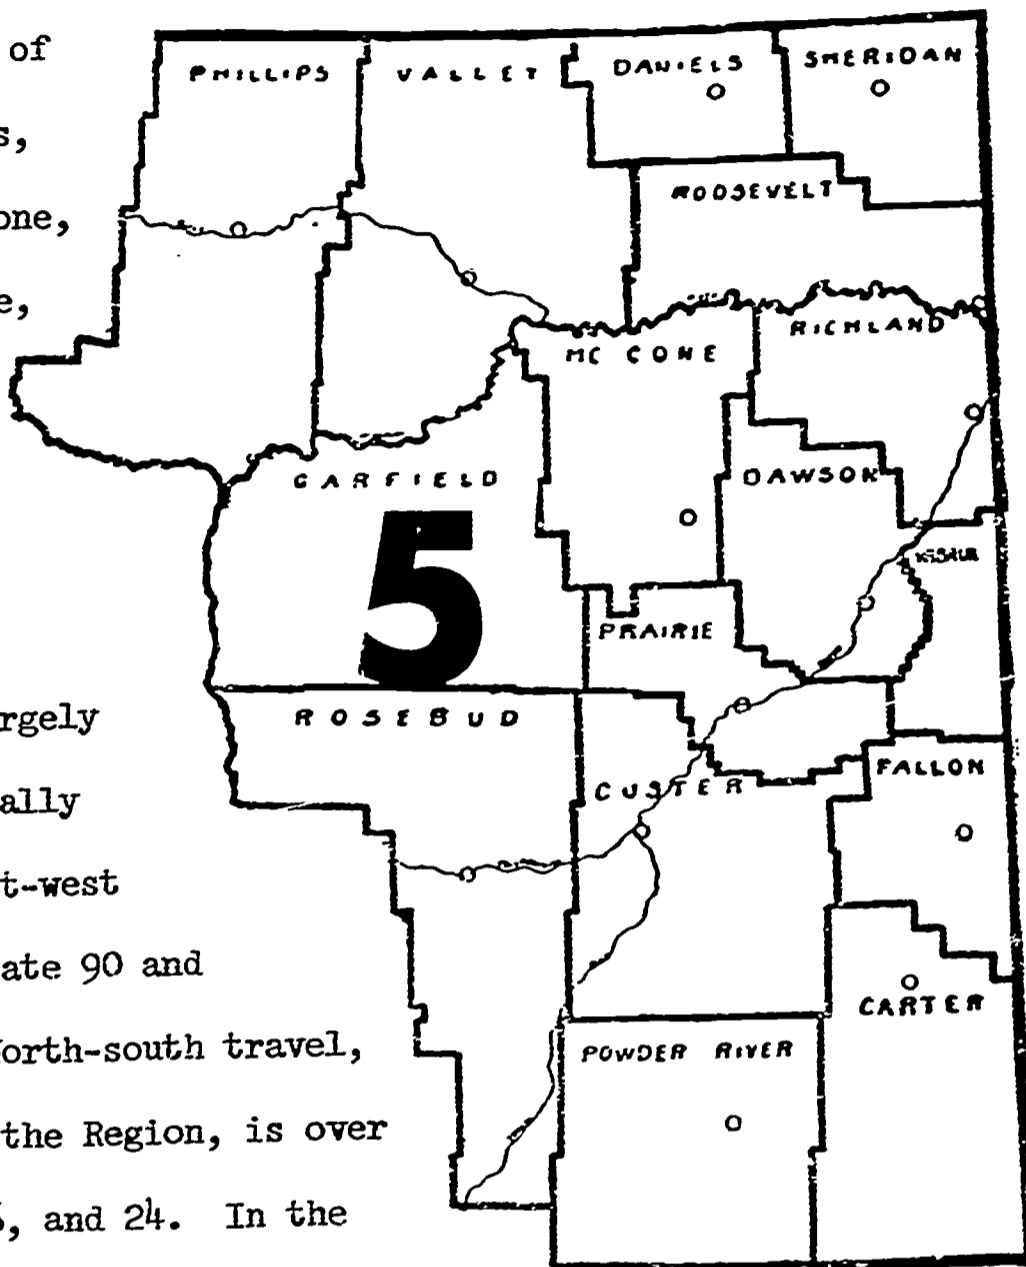 of
PHILLIPS VALLEY DANIELS SHERIDAN
s,
one,
ROOSEVELT
e,
RICHLAND
MC CONE
GARFIELD
DAWSON
5
PRAIRIE
rgely
ROSEBUD
ally
CUSTER FALLON
t-west
ate 90 and
CARTER
orth-south travel,
POWDER RIVER
the Region, is over
, and 24. In the